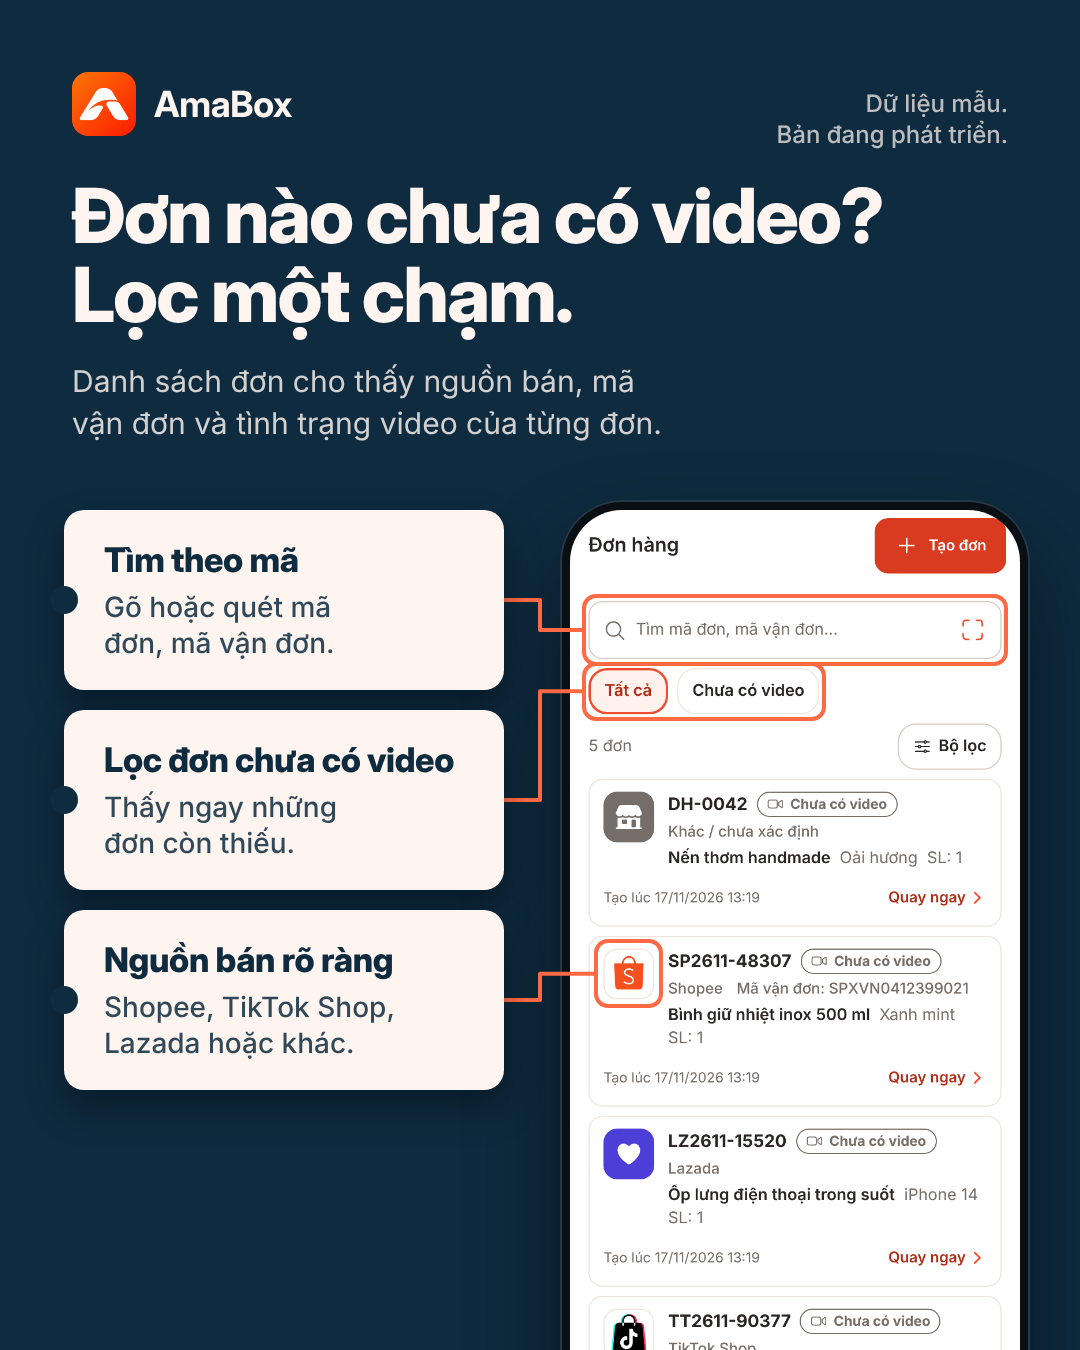 AmaBox
Dữ liệu mẫu.
Bản đang phát triển.
Đơn nào chưa có video?
Lọc một chạm.
Danh sách đơn cho thấy nguồn bán, mã
vận đơn và tình trạng video của từng đơn.
Tìm theo mã
Gõ hoặc quét mã
đơn, mã vận đơn.
Lọc đơn chưa có video
Thấy ngay những
đơn còn thiếu.
Nguồn bán rõ ràng
Shopee, TikTok Shop,
Lazada hoặc khác.
Đơn hàng
Tạo đơn
Tìm mã đơn, mã vận đơn...
Tất cả
Chưa có video
5 đơn
Bộ lọc
DH-0042 Chưa có video
Khác / chưa xác định
Nến thơm handmade Oải hương SL: 1
Tạo lúc 17/11/2026 13:19 Quay ngay
SP2611-48307 Chưa có video
Shopee Mã vận đơn: SPXVN0412399021
Bình giữ nhiệt inox 500 ml Xanh mint
SL: 1
Tạo lúc 17/11/2026 13:19 Quay ngay
LZ2611-15520 Chưa có video
Lazada
Ốp lưng điện thoại trong suốt iPhone 14
SL: 1
Tạo lúc 17/11/2026 13:19 Quay ngay
TT2611-90377 Chưa có video
TikTok Shop